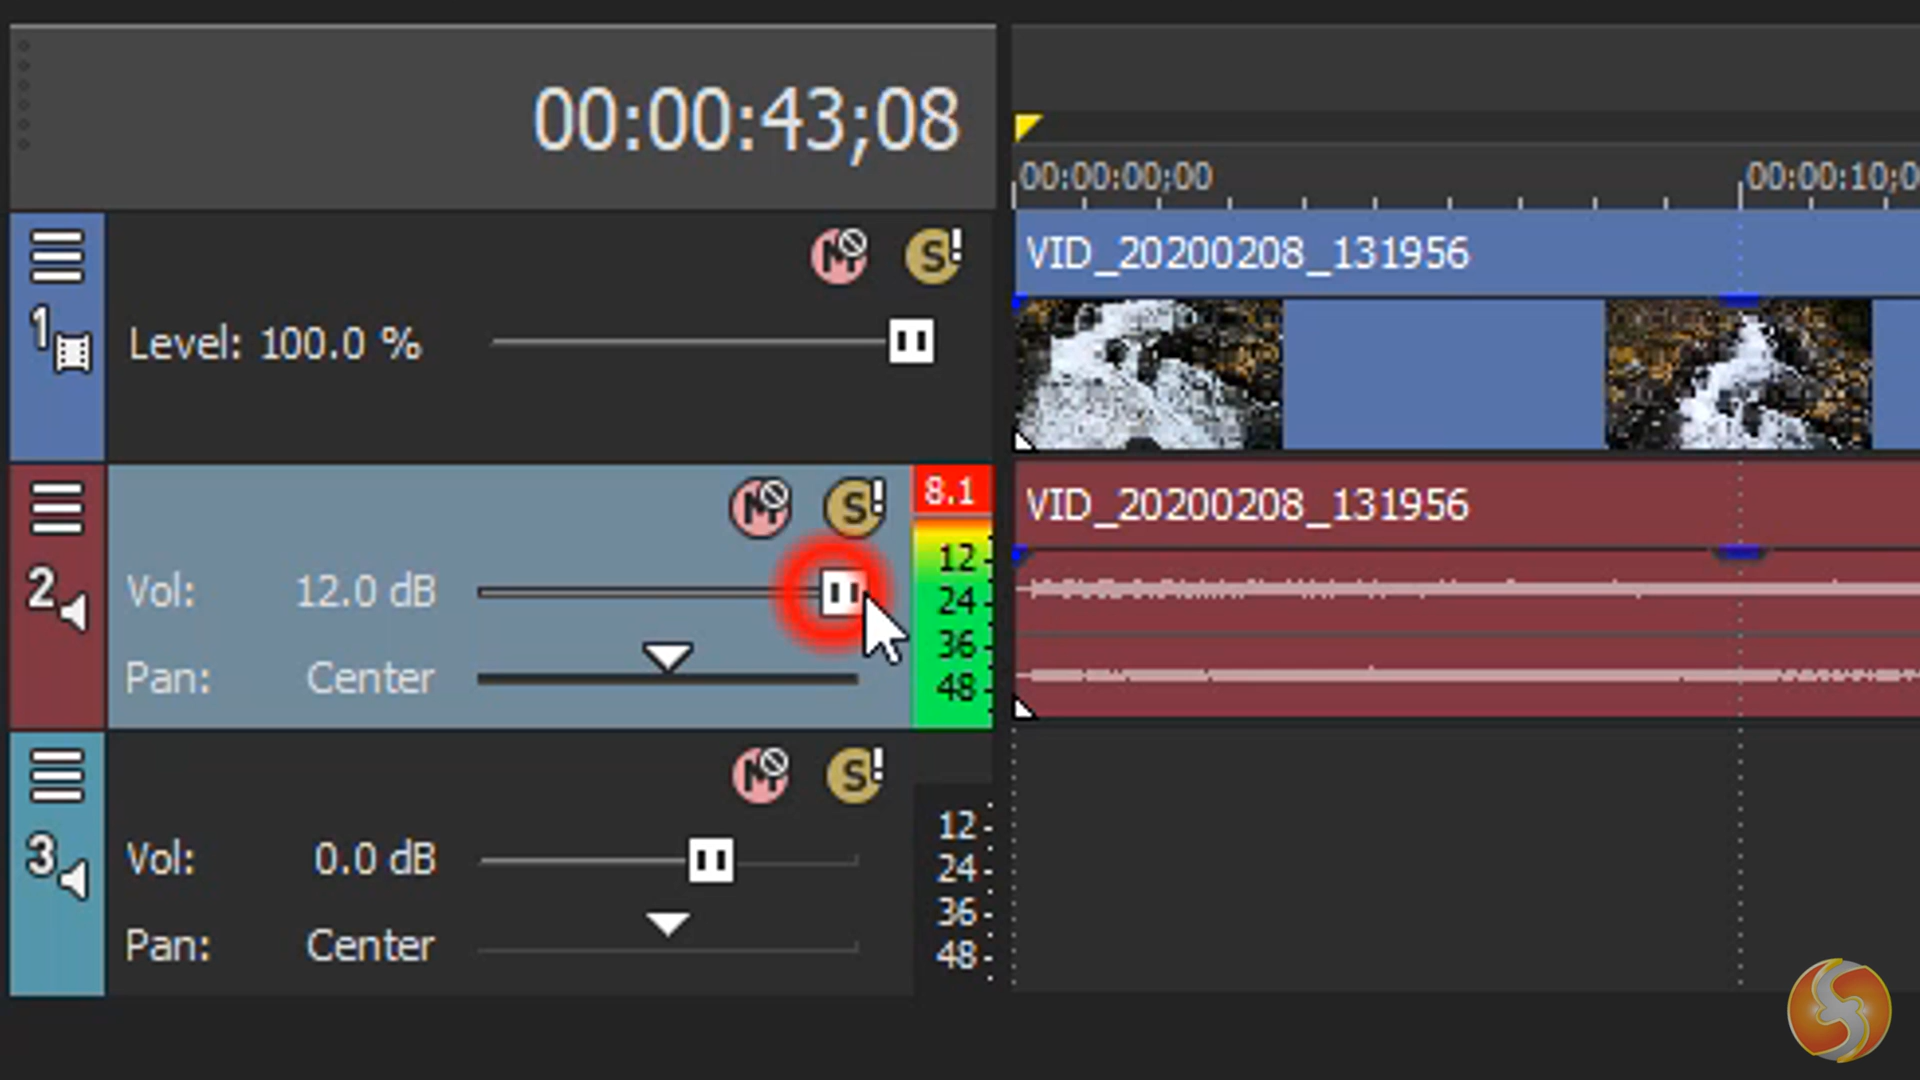 00:00:43;08
00:00:00;00
00:00:10;0
M S!
VID_20200208_131956
1
Level: 100.0 %
M S!
8.1
VID_20200208_131956
12
2
Vol: 12.0 dB
24
36
Pan: Center
48
M S!
12
3
Vol: 0.0 dB
24
36
Pan: Center
48